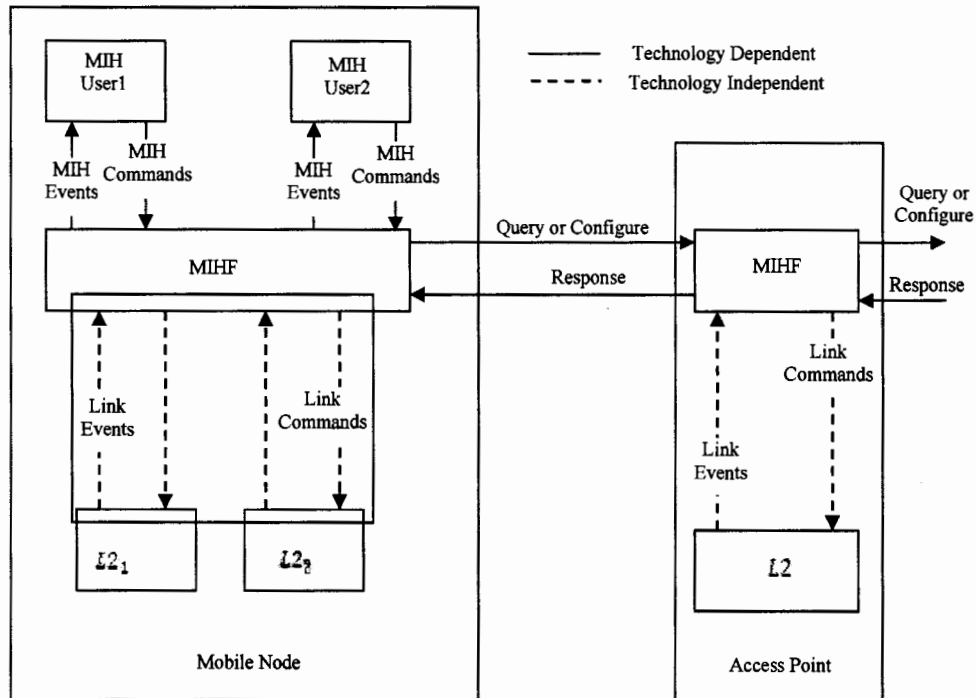 MIH
User1
MIH
User2
Technology Dependent
Technology Independent
MIH
Events
MIH
Commands
MIH
Events
MIH
Commands
Query or Configure
Query or
Configure
MIHF
MIHF
Response
Response
Link
Events
Link
Commands
Link
Commands
Link
Events
L2₁
L2₂
L2
Mobile Node
Access Point